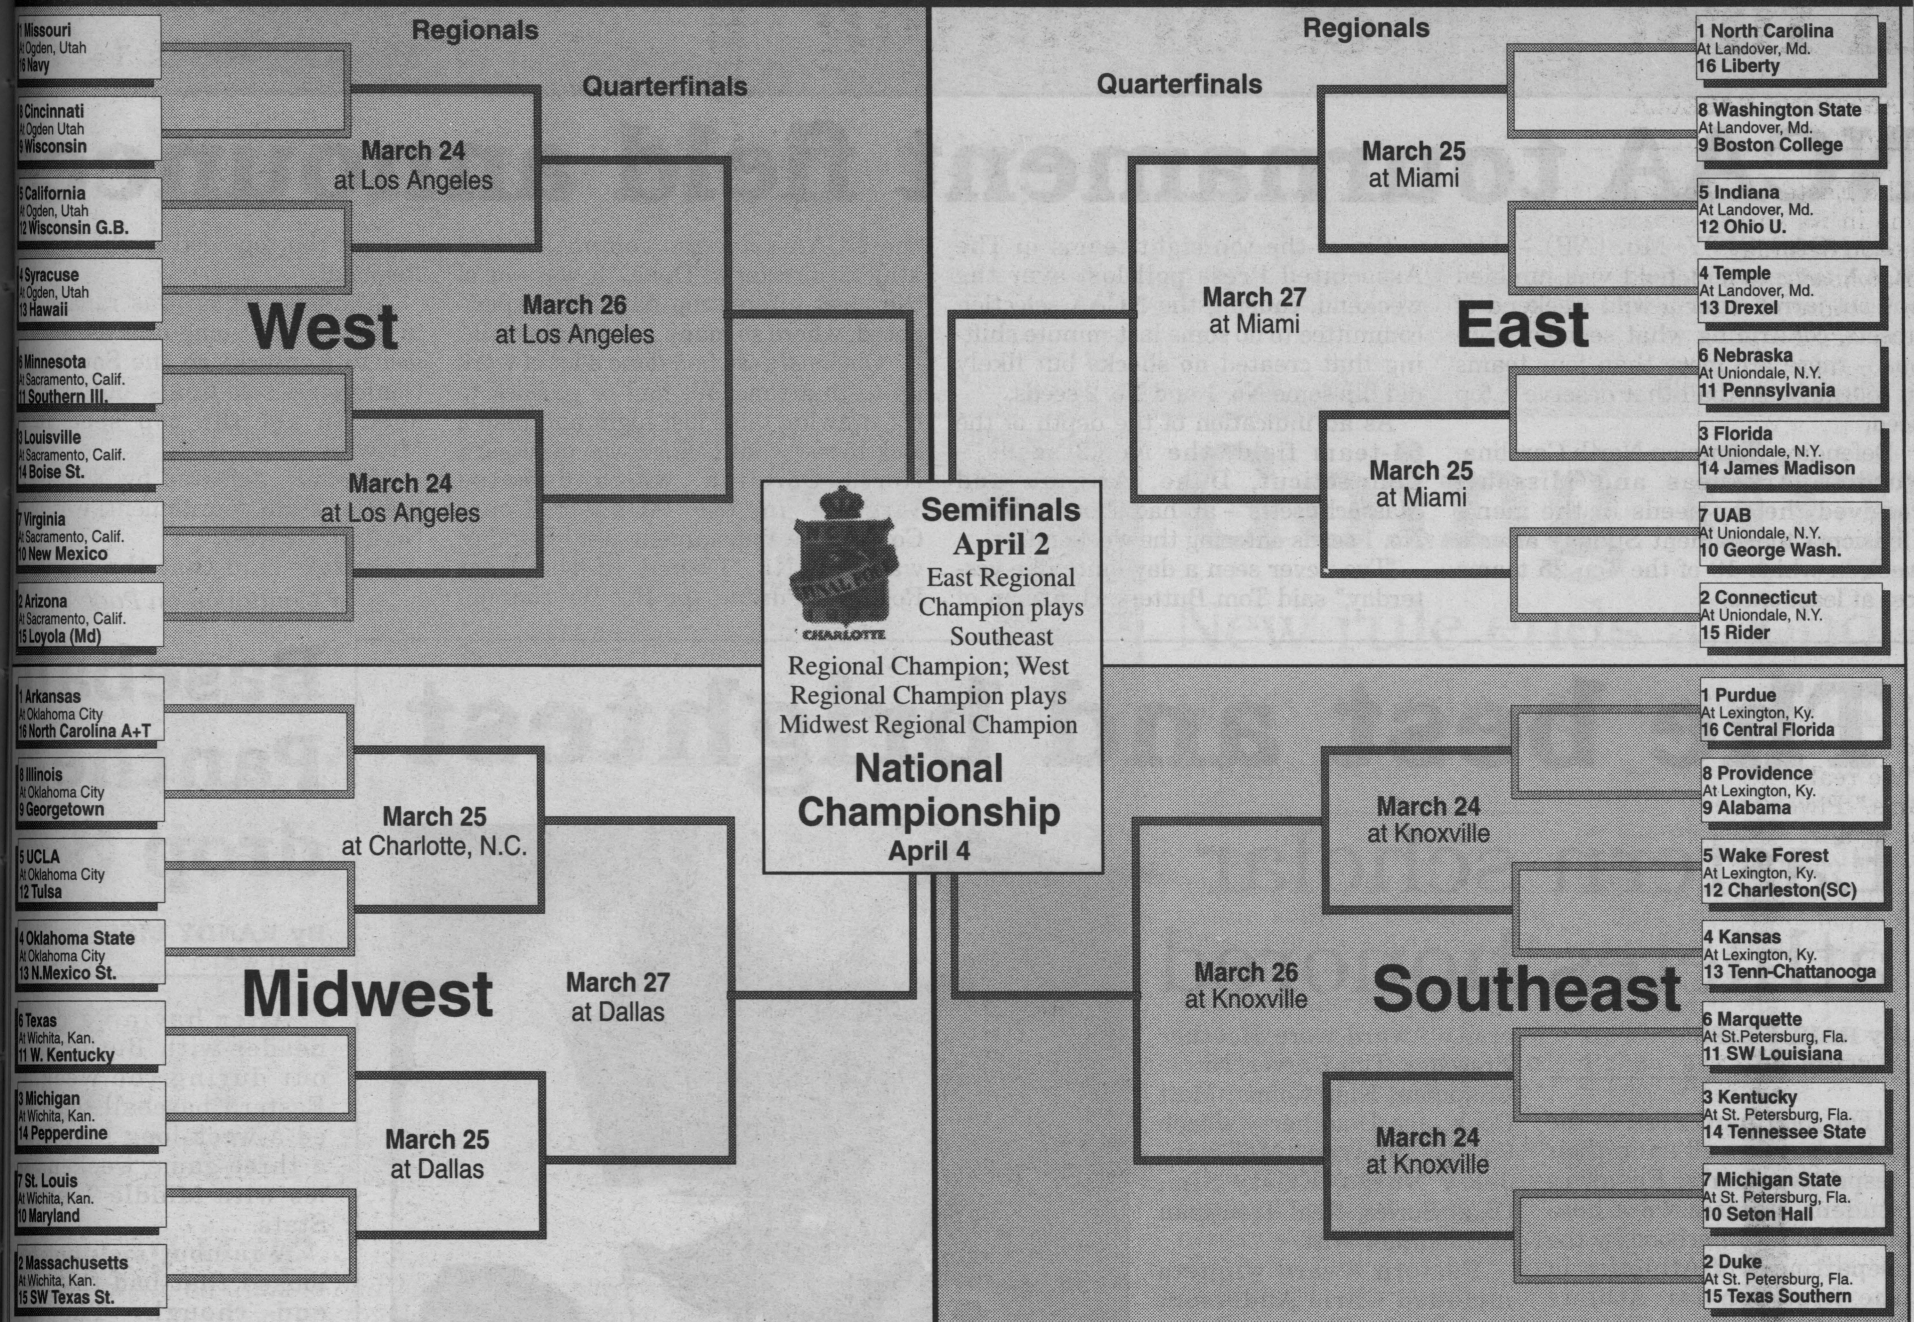 Regionals
Quarterfinals
1 Missouri
At Ogden, Utah
16 Navy
8 Cincinnati
At Ogden Utah
9 Wisconsin
5 California
At Ogden, Utah
12 Wisconsin G.B.
4 Syracuse
At Ogden, Utah
13 Hawaii
6 Minnesota
At Sacramento, Calif.
11 Southern Ill.
3 Louisville
At Sacramento, Calif.
14 Boise St.
7 Virginia
At Sacramento, Calif.
10 New Mexico
2 Arizona
At Sacramento, Calif.
15 Loyola (Md)
March 24
at Los Angeles
West
March 26
at Los Angeles
March 24
at Los Angeles
Regionals
Quarterfinals
1 North Carolina
At Landover, Md.
16 Liberty
8 Washington State
At Landover, Md.
9 Boston College
5 Indiana
At Landover, Md.
12 Ohio U.
4 Temple
At Landover, Md.
13 Drexel
6 Nebraska
At Uniondale, N.Y.
11 Pennsylvania
3 Florida
At Uniondale, N.Y.
14 James Madison
7 UAB
At Uniondale, N.Y.
10 George Wash.
2 Connecticut
At Uniondale, N.Y.
15 Rider
March 25
at Miami
March 27
at Miami
East
March 25
at Miami
NCAA
FINAL FOUR
CHARLOTTE
Semifinals
April 2
East Regional
Champion plays
Southeast
Regional Champion; West
Regional Champion plays
Midwest Regional Champion
National
Championship
April 4
1 Arkansas
At Oklahoma City
16 North Carolina A+T
8 Illinois
At Oklahoma City
9 Georgetown
5 UCLA
At Oklahoma City
12 Tulsa
4 Oklahoma State
At Oklahoma City
13 N.Mexico St.
6 Texas
At Wichita, Kan.
11 W. Kentucky
3 Michigan
At Wichita, Kan.
14 Pepperdine
7 St. Louis
At Wichita, Kan.
10 Maryland
2 Massachusetts
At Wichita, Kan.
15 SW Texas St.
March 25
at Charlotte, N.C.
Midwest
March 27
at Dallas
March 25
at Dallas
1 Purdue
At Lexington, Ky.
16 Central Florida
8 Providence
At Lexington, Ky.
9 Alabama
5 Wake Forest
At Lexington, Ky.
12 Charleston(SC)
4 Kansas
At Lexington, Ky.
13 Tenn-Chattanooga
6 Marquette
At St.Petersburg, Fla.
11 SW Louisiana
3 Kentucky
At St. Petersburg, Fla.
14 Tennessee State
7 Michigan State
At St. Petersburg, Fla.
10 Seton Hall
2 Duke
At St. Petersburg, Fla.
15 Texas Southern
March 24
at Knoxville
March 26
at Knoxville
Southeast
March 24
at Knoxville